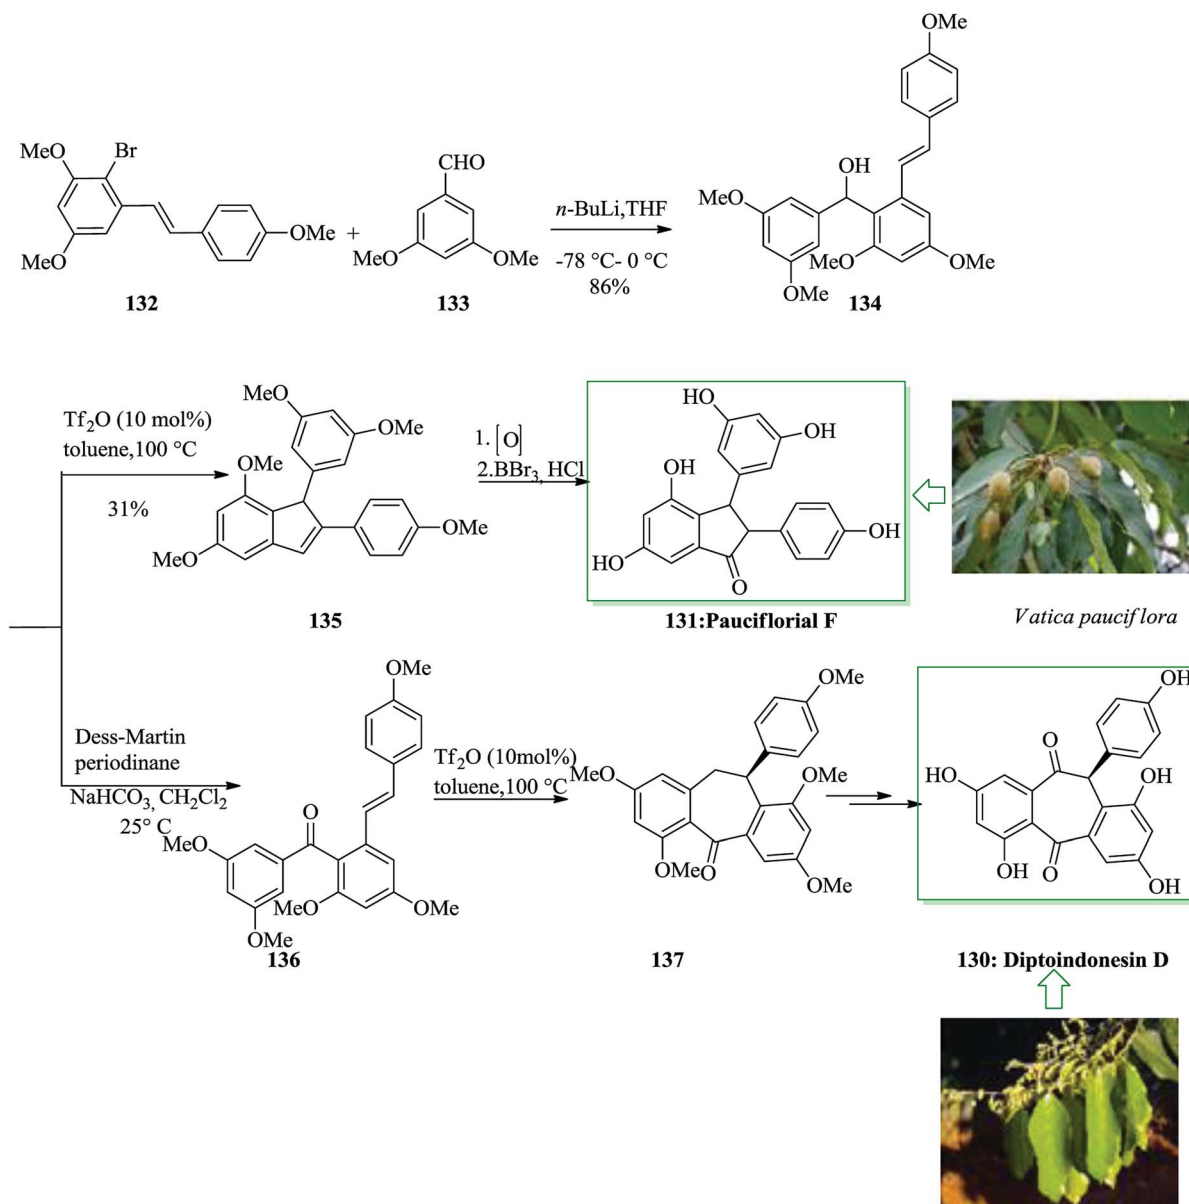 OMe
MeO
Br
MeO
OMe
132
+
CHO
MeO
OMe
133
n-BuLi,THF
-78 °C- 0 °C
86%
OH
MeO
MeO
OMe
OMe
134
Tf2O (10 mol%)
toluene,100 °C
31%
MeO
OMe
OMe
OMe
MeO
135
1. [O]
2.BBr3, HCl
HO
OH
OH
OH
HO
O
131:Pauciflorial F
Vatica pauciflora
Dess-Martin
periodinane
NaHCO3, CH2Cl2
25° C
OMe
O
MeO
MeO
OMe
OMe
136
Tf2O (10mol%)
toluene,100 °C
OMe
MeO
OMe
OMe
O
MeO
137
OH
O
HO
OH
OH
O
OH
130: Diptoindonesin D